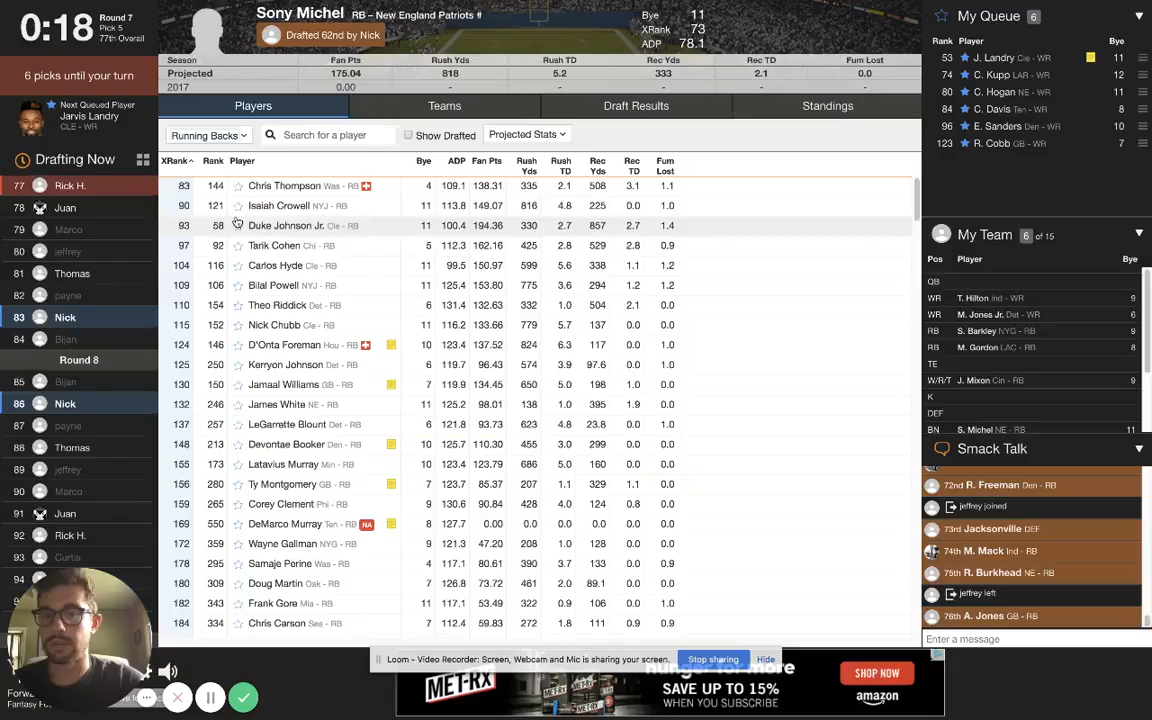 0:18
Round 7
Pick 5
77th Overall
6 picks until your turn
Next Queued Player
Jarvis Landry
CLE - WR
Drafting Now
77 Rick H.
78 Juan
79 Marco
80 jeffrey
81 Thomas
82 payne
83 Nick
84 Bijan
Round 8
85 Bijan
86 Nick
87 payne
88 Thomas
89 jeffrey
90 Marco
91 Juan
92 Rick H.
93 Curtis
94
Sony Michel RB – New England Patriots #
Drafted 62nd by Nick
Bye 11
XRank 73
ADP 78.1
Season Fan Pts Rush Yds Rush TD Rec Yds Rec TD Fum Lost
Projected 175.04 818 5.2 333 2.1 0.0
2017 0.00 - - - - -
Players Teams Draft Results Standings
Running Backs Search for a player Show Drafted Projected Stats
XRank Rank Player Bye ADP Fan Pts Rush Yds Rush TD Rec Yds Rec TD Fum Lost
83 144 Chris Thompson Was - RB 4 109.1 138.31 335 2.1 508 3.1 1.1
90 121 Isaiah Crowell NYJ - RB 11 113.8 149.07 816 4.8 225 0.0 1.0
93 58 Duke Johnson Jr. Cle - RB 11 100.4 194.36 330 2.7 857 2.7 1.4
97 92 Tarik Cohen Chi - RB 5 112.3 162.16 425 2.8 529 2.8 0.9
104 116 Carlos Hyde Cle - RB 11 99.5 150.97 599 5.6 338 1.1 1.2
109 106 Bilal Powell NYJ - RB 11 125.4 153.80 775 3.6 294 1.2 1.2
110 154 Theo Riddick Det - RB 6 131.4 132.63 332 1.0 504 2.1 0.0
115 152 Nick Chubb Cle - RB 11 116.2 133.66 779 5.7 137 0.0 0.0
124 146 D'Onta Foreman Hou - RB 10 123.4 137.52 824 6.3 117 0.0 1.0
125 250 Kerryon Johnson Det - RB 6 119.7 96.43 574 3.9 97.6 0.0 1.0
130 150 Jamaal Williams GB - RB 7 119.9 134.45 650 5.0 198 1.0 0.0
132 246 James White NE - RB 11 125.2 98.01 138 1.0 395 1.9 0.0
137 257 LeGarrette Blount Det - RB 6 121.8 93.73 623 4.8 23.8 0.0 1.0
148 213 Devontae Booker Den - RB 10 125.7 110.30 455 3.0 299 0.0 0.0
155 173 Latavius Murray Min - RB 10 123.4 123.79 686 5.0 160 0.0 0.0
156 280 Ty Montgomery GB - RB 7 123.7 85.37 207 1.1 329 1.1 0.0
159 265 Corey Clement Phi - RB 9 130.6 90.84 428 4.0 124 0.8 0.0
169 550 DeMarco Murray Ten - RB NA 8 127.7 0.00 0.0 0.0 0.0 0.0 0.0
172 359 Wayne Gallman NYG - RB 9 121.3 47.20 208 1.0 128 0.0 0.0
178 295 Samaje Perine Was - RB 4 117.1 80.61 390 3.7 133 0.0 0.9
180 309 Doug Martin Oak - RB 7 126.8 73.72 461 2.0 89.1 0.0 0.0
182 343 Frank Gore Mia - RB 11 117.1 53.49 322 0.9 106 0.0 1.0
184 334 Chris Carson Sea - RB 7 112.4 59.83 272 1.8 111 0.9 0.9
My Queue 6
Rank Player Bye
53 J. Landry Cle - WR 11
74 C. Kupp LAR - WR 12
80 C. Hogan NE - WR 11
84 C. Davis Ten - WR 8
96 E. Sanders Den - WR 10
123 R. Cobb GB - WR 7
My Team 6 of 15
Pos Player Bye
QB
WR T. Hilton Ind - WR 9
WR M. Jones Jr. Det - WR 6
RB S. Barkley NYG - RB 9
RB M. Gordon LAC - RB 8
TE
W/R/T J. Mixon Cin - RB 9
K
DEF
BN S. Michel NE - RB 11
Smack Talk
72nd R. Freeman Den - RB
jeffrey joined
73rd Jacksonville DEF
74th M. Mack Ind - RB
75th R. Burkhead NE - RB
jeffrey left
76th A. Jones GB - RB
Enter a message
Loom - Video Recorder: Screen, Webcam and Mic is sharing your screen. Stop sharing Hide
MET-RX
hunger for more
SAVE UP TO 15%
WHEN YOU SUBSCRIBE
SHOP NOW
amazon